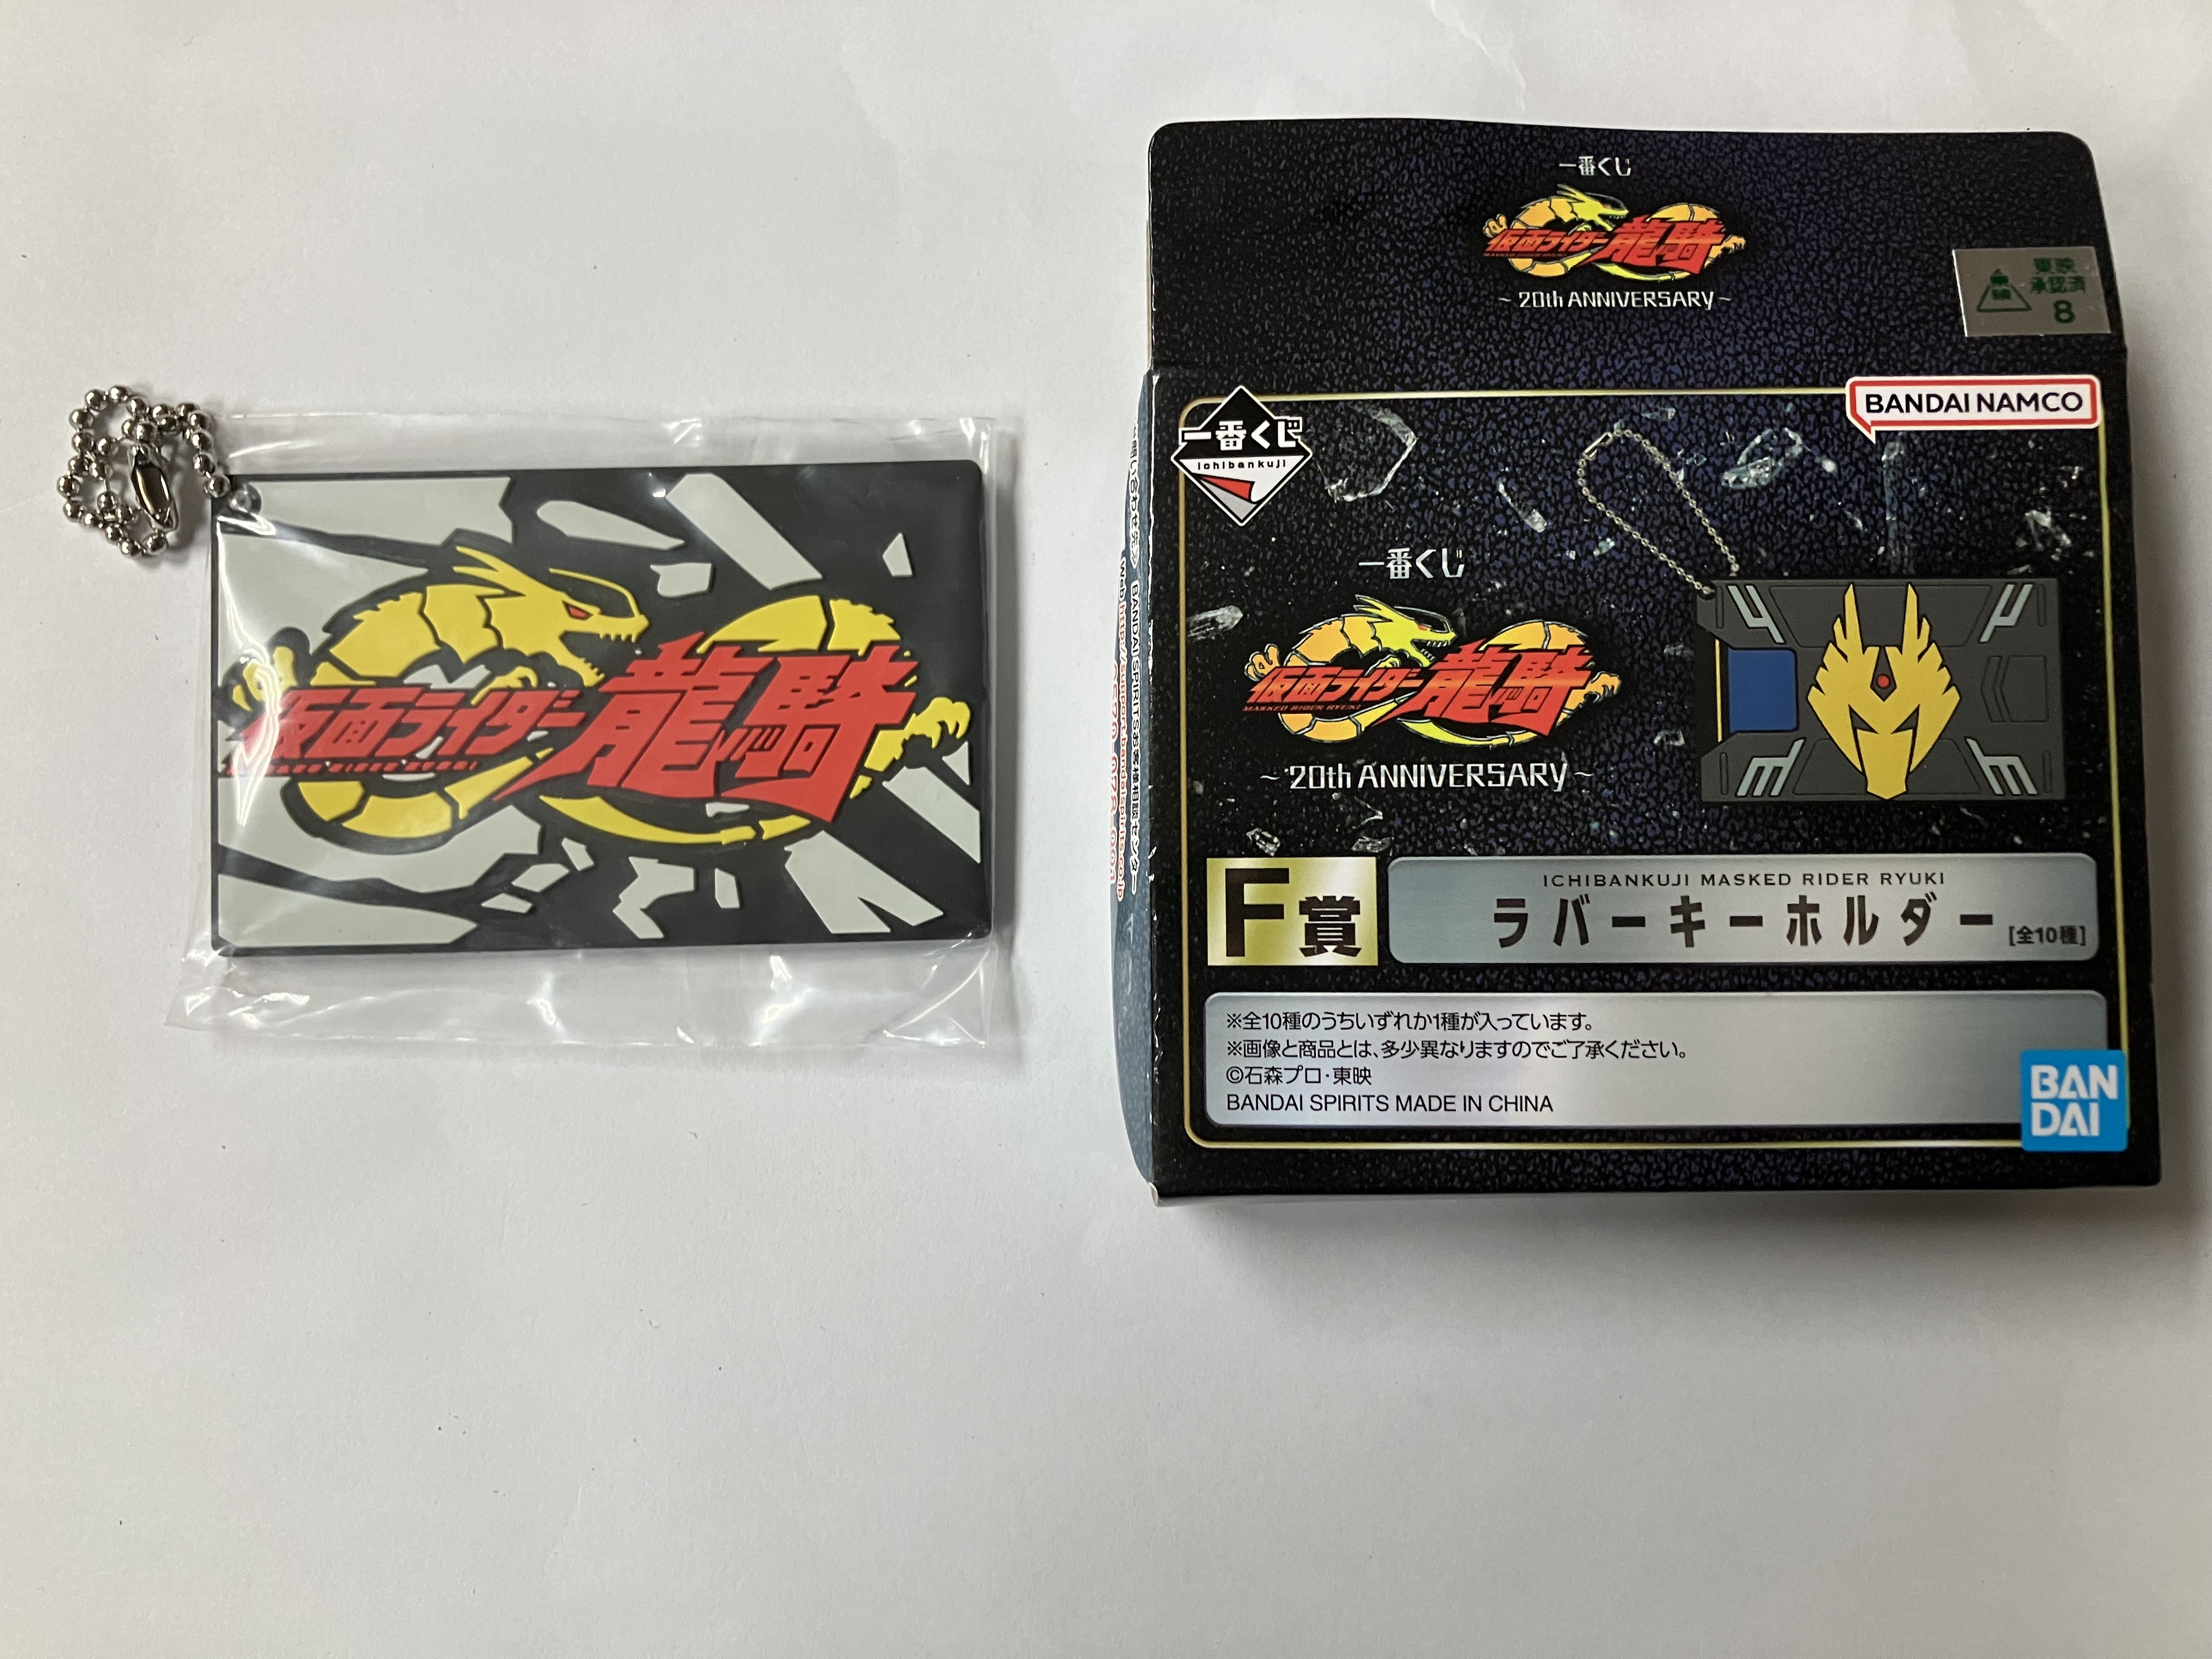 仮面ライダー龍騎
MASKED RIDER RYUKI
一番くじ
仮面ライダー龍騎
~ 20th ANNIVERSARY ~
東映
承認済
8
BANDAI NAMCO
一番くじ
ichibankuji
一番くじ
仮面ライダー龍騎
MASKED RIDER RYUKI
~ 20th ANNIVERSARY ~
F賞
ICHIBANKUJI MASKED RIDER RYUKI
ラバーキーホルダー [全10種]
※全10種のうちいずれか1種が入っています。
※画像と商品とは、多少異なりますのでご了承ください。
©石森プロ・東映
BANDAI SPIRITS MADE IN CHINA
BAN
DAI